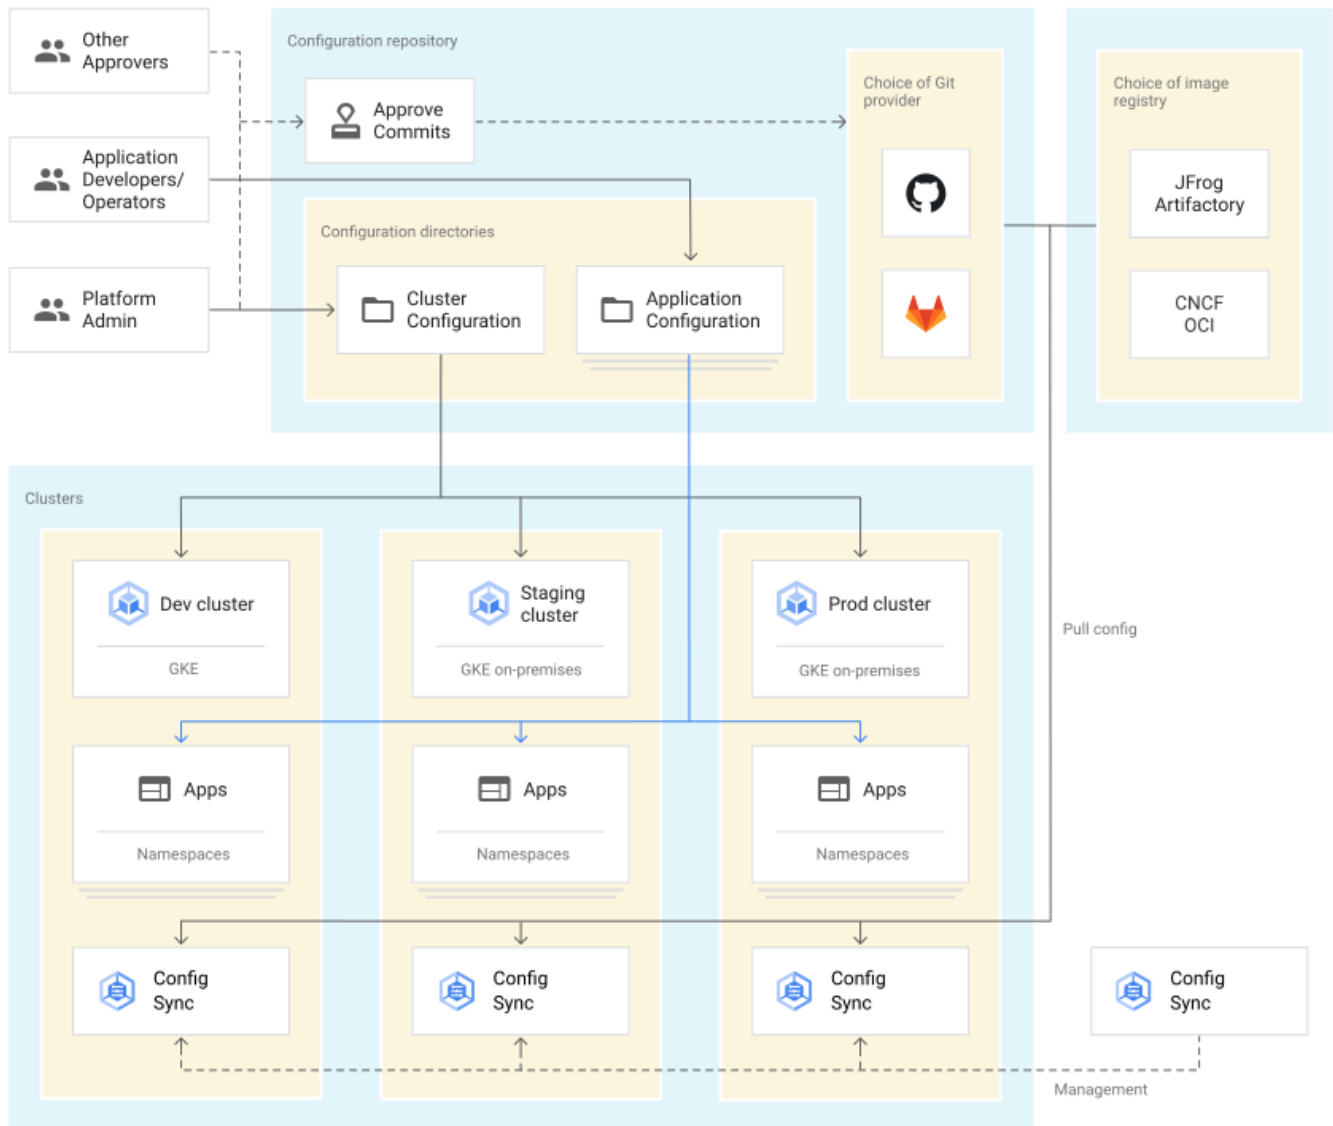 Other
Approvers
Application
Developers/
Operators
Platform
Admin
Configuration repository
Approve
Commits
Configuration directories
Cluster
Configuration
Application
Configuration
Choice of Git
provider
Choice of image
registry
JFrog
Artifactory
CNCF
OCI
Clusters
Dev cluster
GKE
Staging
cluster
GKE on-premises
Prod cluster
GKE on-premises
Pull config
Apps
Namespaces
Apps
Namespaces
Apps
Namespaces
Config
Sync
Config
Sync
Config
Sync
Config
Sync
Management